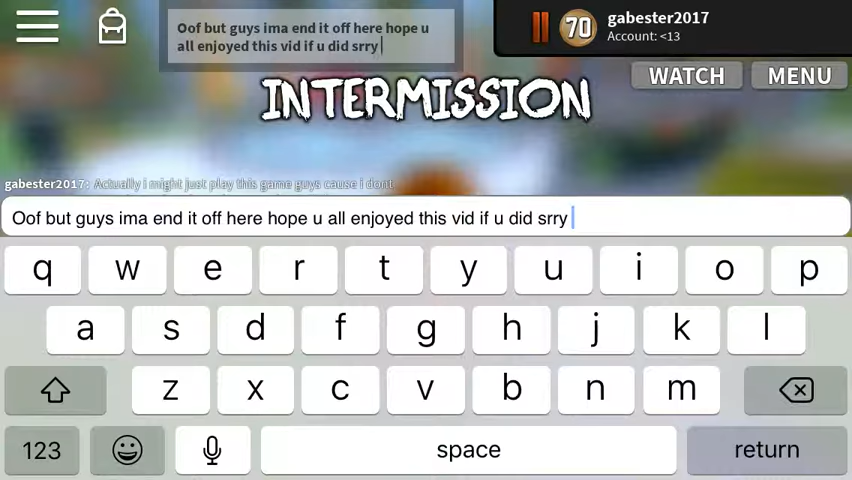 Oof but guys ima end it off here hope u
all enjoyed this vid if u did srry
70
gabester2017
Account: <13
WATCH
MENU
INTERMISSION
gabester2017: Actually i might just play this game guys cause i dont
Oof but guys ima end it off here hope u all enjoyed this vid if u did srry
q w e r t y u i o p
a s d f g h j k l
z x c v b n m
123 space return